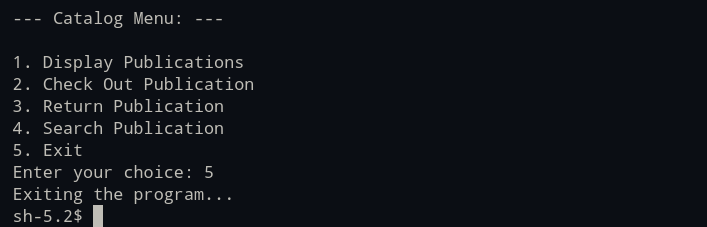 --- Catalog Menu: ---
1. Display Publications
2. Check Out Publication
3. Return Publication
4. Search Publication
5. Exit
Enter your choice: 5
Exiting the program...
sh-5.2$